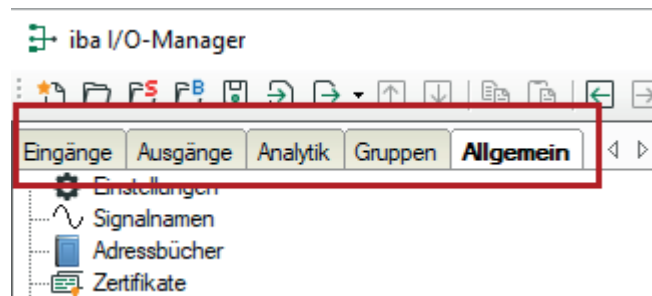 iba I/O-Manager
Eingänge Ausgänge Analytik Gruppen Allgemein
Einstellungen
Signalnamen
Adressbücher
Zertifikate